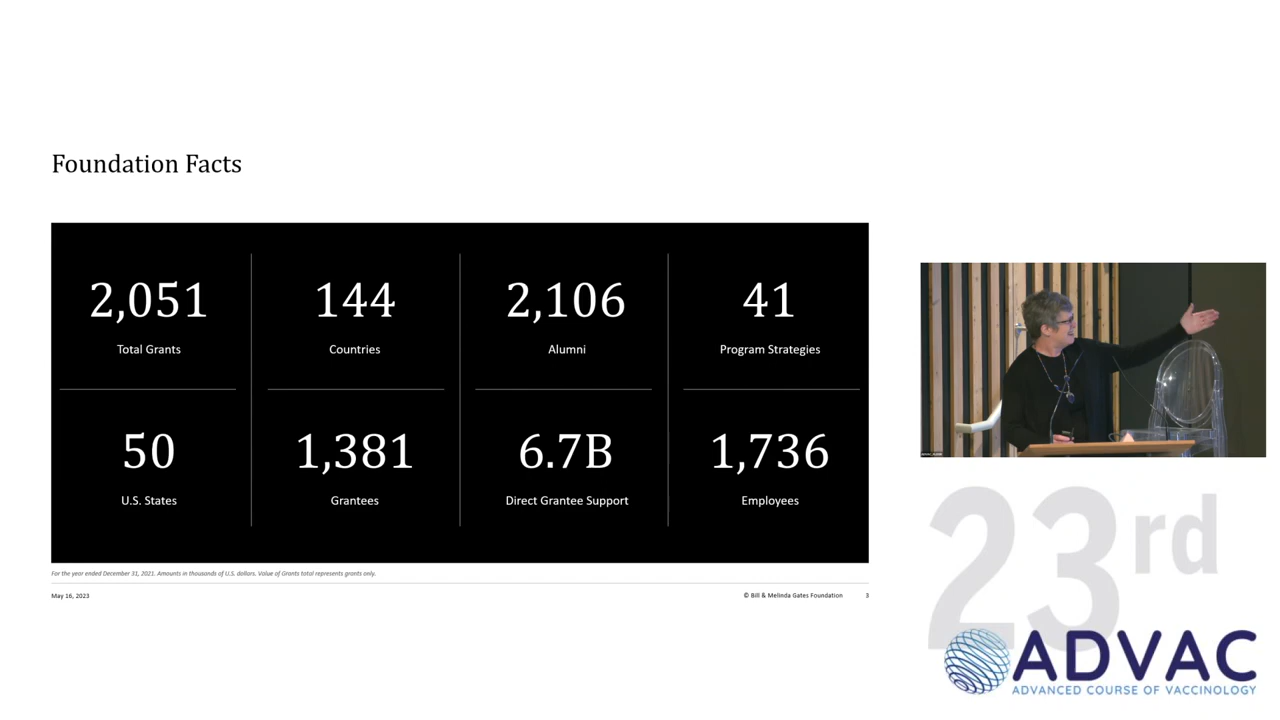 Foundation Facts
2,051
Total Grants
144
Countries
2,106
Alumni
41
Program Strategies
50
U.S. States
1,381
Grantees
6.7B
Direct Grantee Support
1,736
Employees
For the year ended December 31, 2021. Amounts in thousands of U.S. dollars. Value of Grants total represents grants only.
May 16, 2023
© Bill & Melinda Gates Foundation
3
23rd
ADVAC
ADVANCED COURSE OF VACCINOLOGY